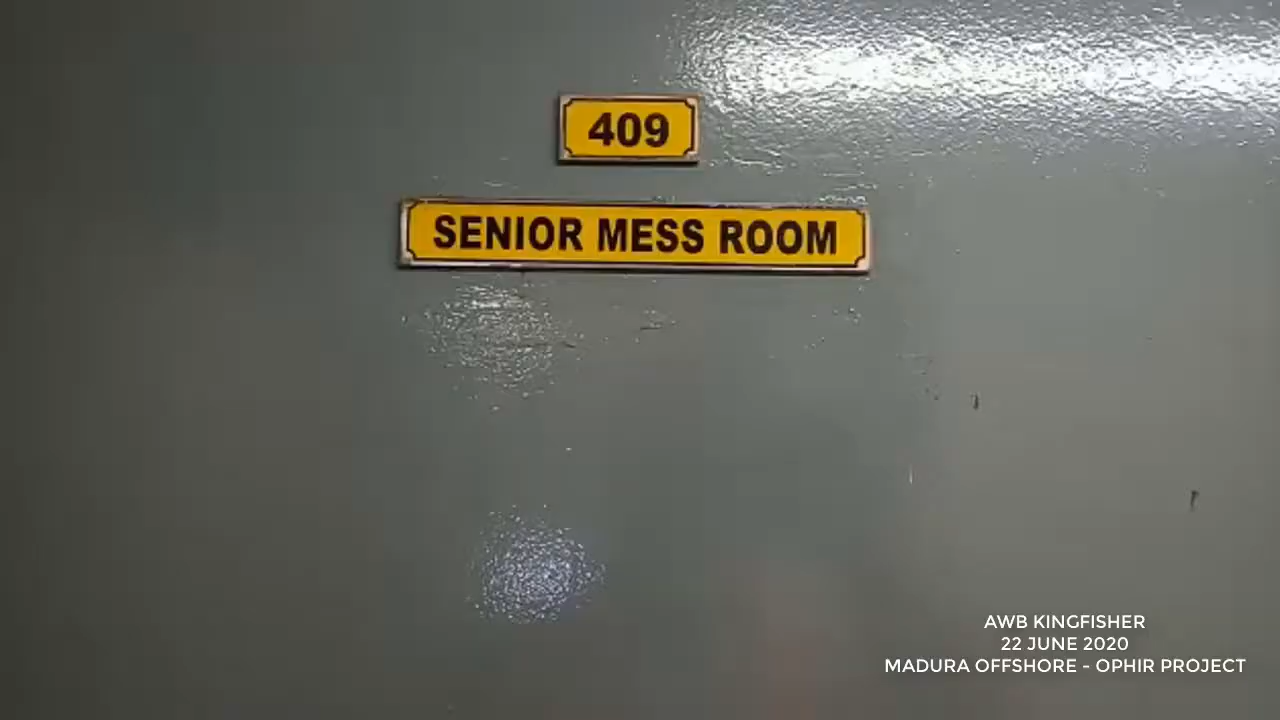 409
SENIOR MESS ROOM
AWB KINGFISHER
22 JUNE 2020
MADURA OFFSHORE - OPHIR PROJECT